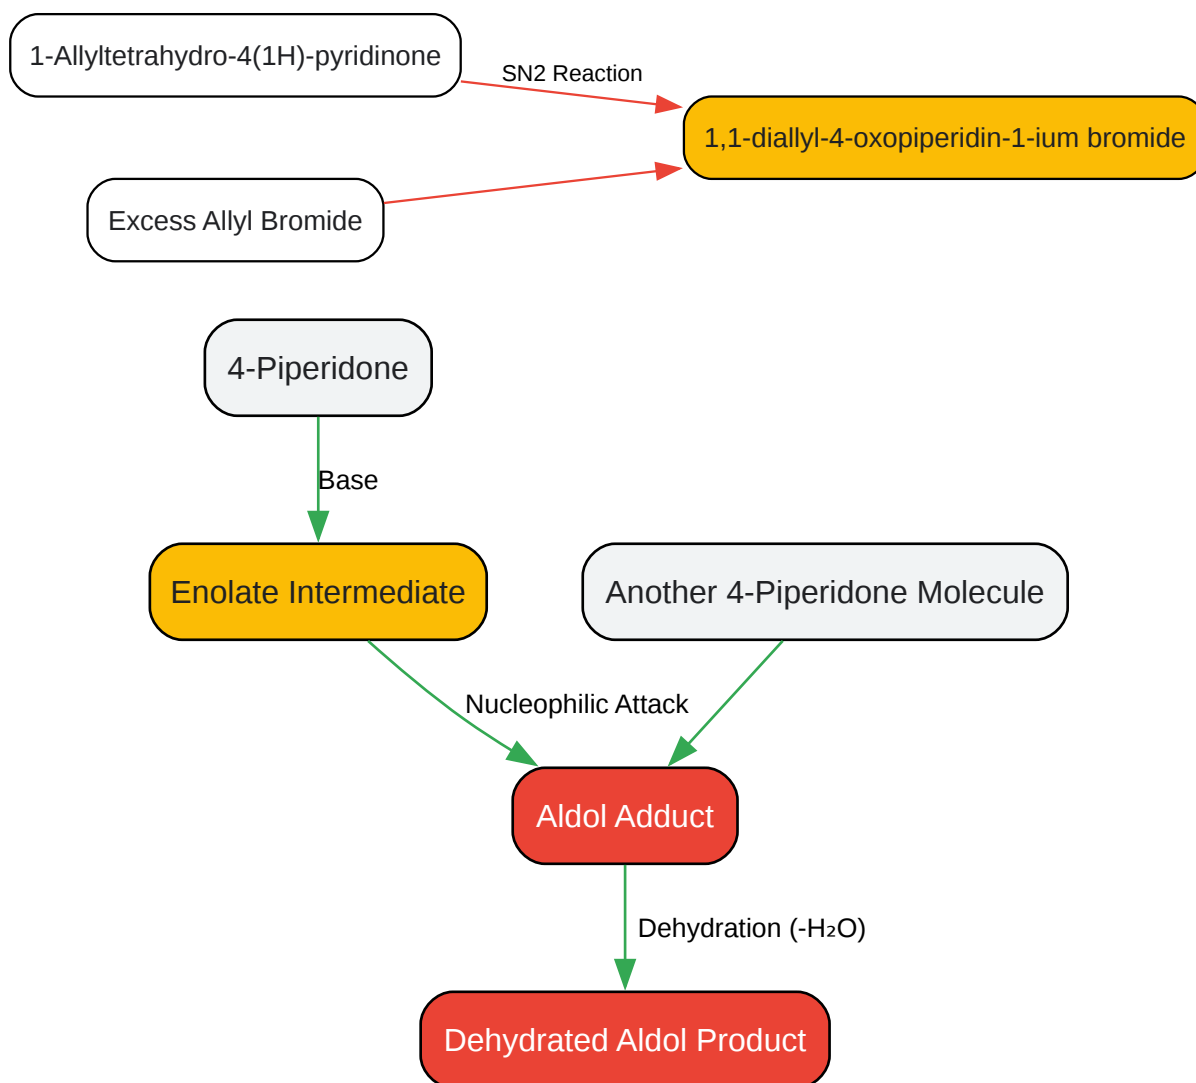 1-Allyltetrahydro-4(1H)-pyridinone
SN2 Reaction
1,1-diallyl-4-oxopiperidin-1-ium bromide
Excess Allyl Bromide
4-Piperidone
Base
Enolate Intermediate
Another 4-Piperidone Molecule
Nucleophilic Attack
Aldol Adduct
Dehydration (-H₂O)
Dehydrated Aldol Product